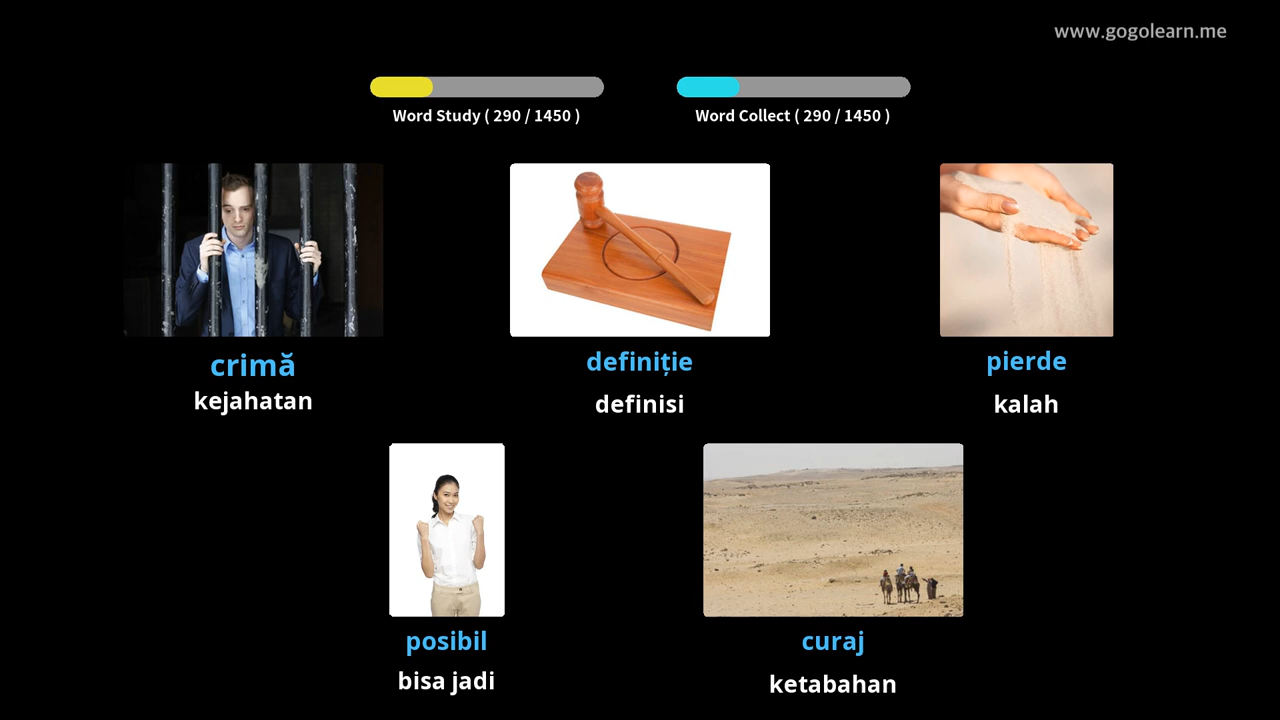 www.gogolearn.me
Word Study ( 290 / 1450 )
Word Collect ( 290 / 1450 )
crimă
kejahatan
definiție
definisi
pierde
kalah
posibil
bisa jadi
curaj
ketabahan